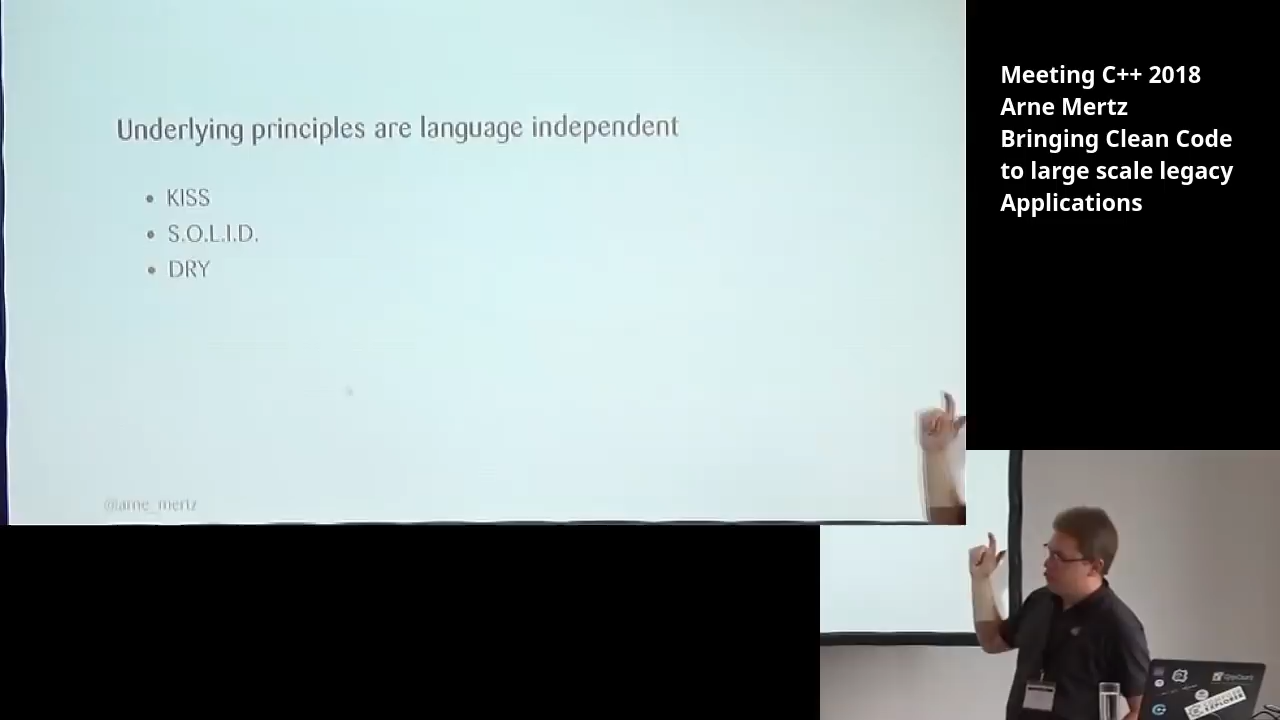 Underlying principles are language independent
• KISS
• S.O.L.I.D.
• DRY
@arne_mertz
Meeting C++ 2018
Arne Mertz
Bringing Clean Code
to large scale legacy
Applications
EXPLORER